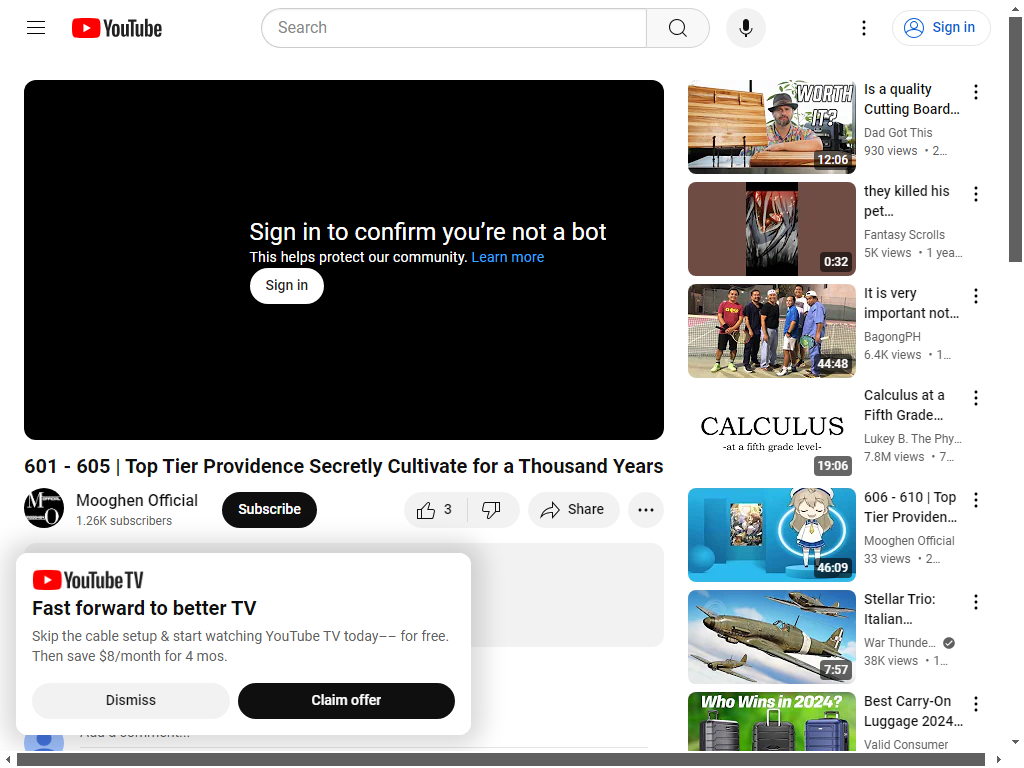 YouTube
Search
Sign in
Sign in to confirm you're not a bot
This helps protect our community. Learn more
Sign in
601 - 605 | Top Tier Providence Secretly Cultivate for a Thousand Years
Mooghen Official
1.26K subscribers
Subscribe
3
Share
YouTube TV
Fast forward to better TV
Skip the cable setup & start watching YouTube TV today–– for free.
Then save $8/month for 4 mos.
Dismiss
Claim offer
Add a comment...
WORTH
IT?
12:06
Is a quality
Cutting Board…
Dad Got This
930 views • 2…
0:32
they killed his
pet…
Fantasy Scrolls
5K views • 1 yea…
44:48
It is very
important not…
BagongPH
6.4K views • 1…
CALCULUS
-at a fifth grade level-
19:06
Calculus at a
Fifth Grade…
Lukey B. The Phy…
7.8M views • 7…
46:09
606 - 610 | Top
Tier Providen…
Mooghen Official
33 views • 2…
7:57
Stellar Trio:
Italian…
War Thunde…
38K views • 1…
Who Wins in 2024?
Best Carry-On
Luggage 2024…
Valid Consumer